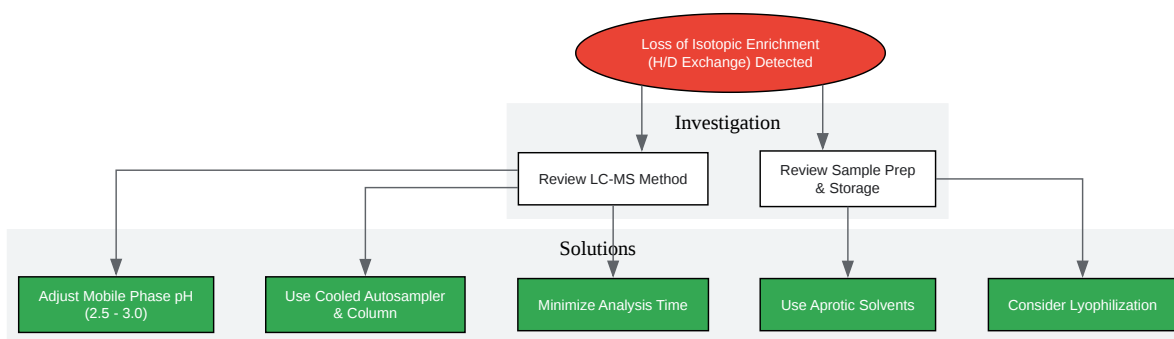 Loss of Isotopic Enrichment
(H/D Exchange) Detected
Investigation
Review LC-MS Method
Review Sample Prep
& Storage
Solutions
Adjust Mobile Phase pH
(2.5 - 3.0)
Use Cooled Autosampler
& Column
Minimize Analysis Time
Use Aprotic Solvents
Consider Lyophilization